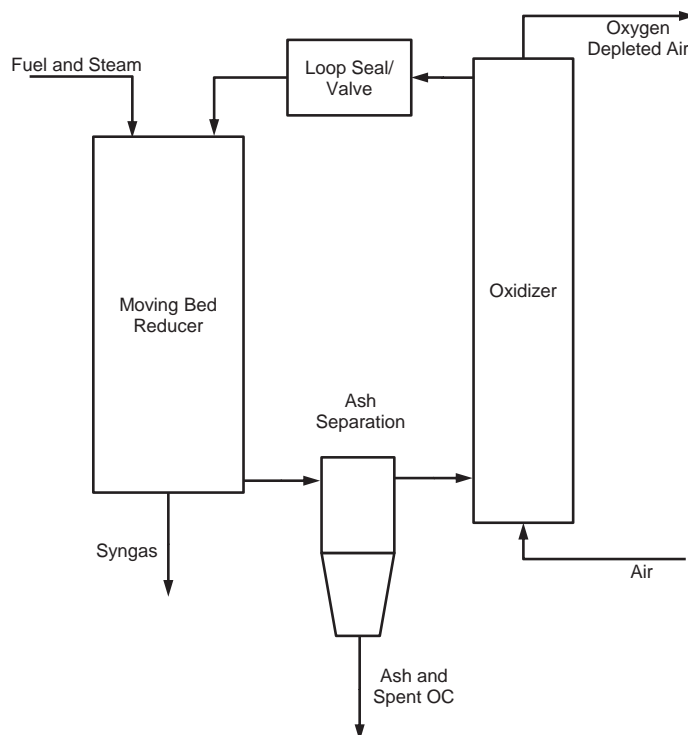 Oxygen
Depleted Air
Fuel and Steam
Loop Seal/
Valve
Moving Bed
Reducer
Oxidizer
Ash
Separation
Syngas
Air
Ash and
Spent OC